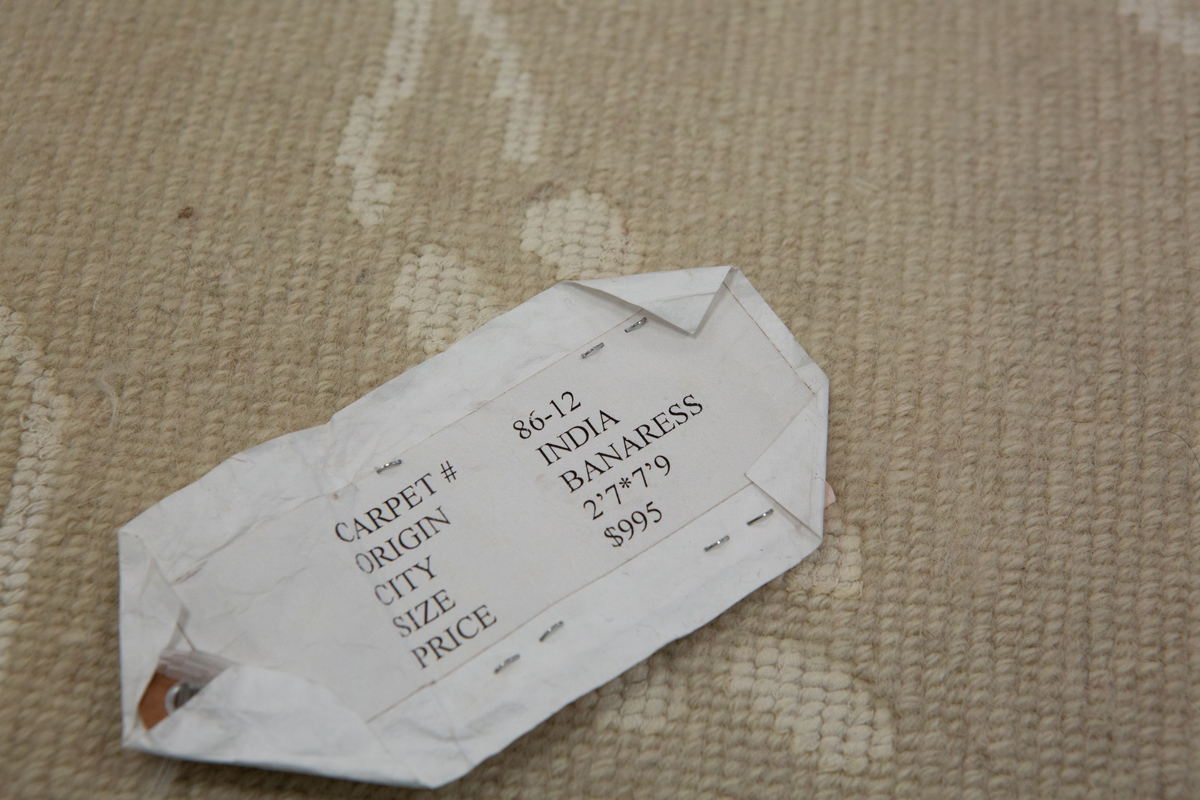 CARPET # 86-12
ORIGIN INDIA
CITY BANARESS
SIZE 2'7*7'9
PRICE $995